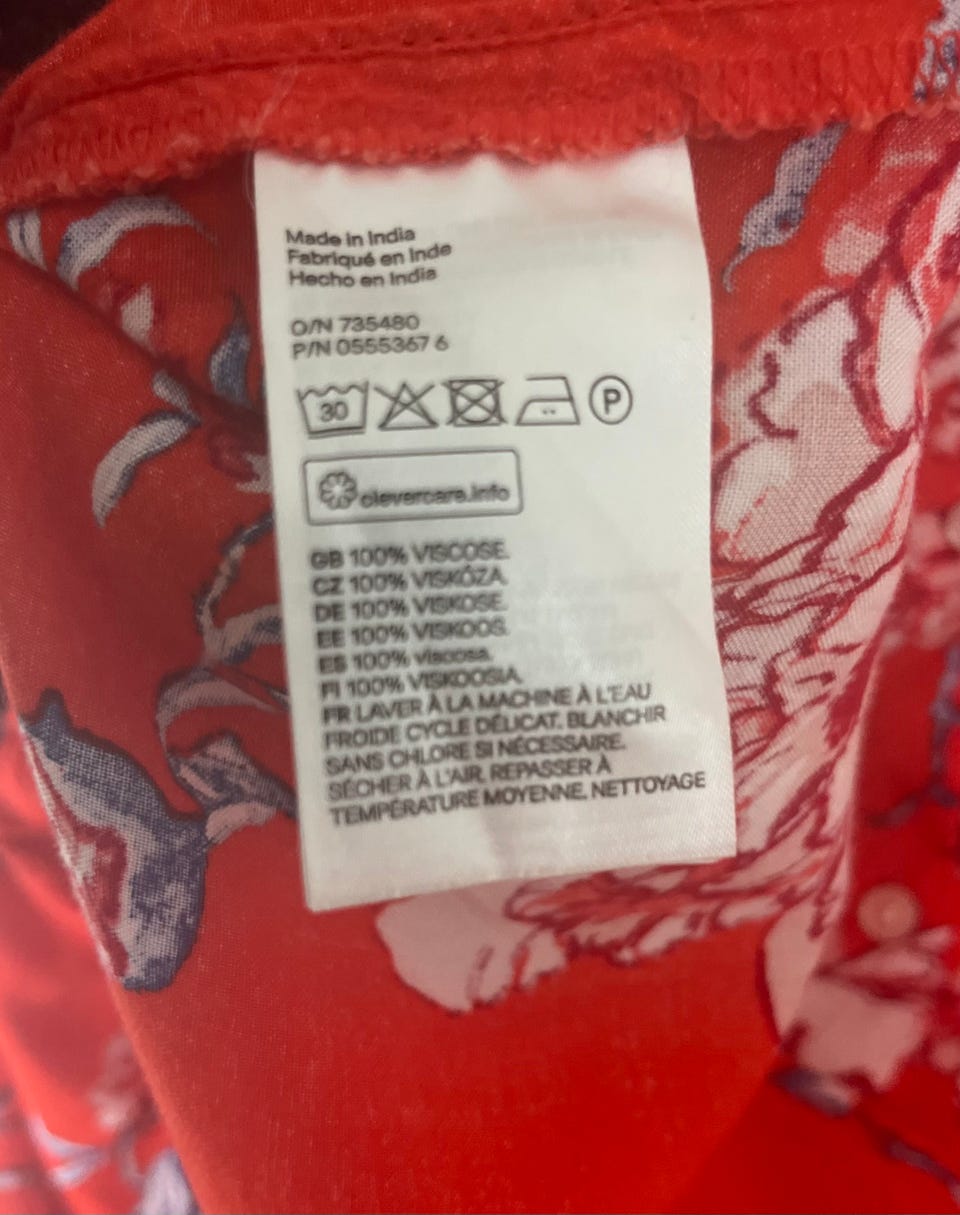 Made in India
Fabriqué en Inde
Hecho en India
O/N 735480
P/N 0555367 6
30 P
clevercare.info
GB 100% VISCOSE.
CZ 100% VISKÓZA.
DE 100% VISKOSE.
EE 100% VISKOOS.
ES 100% viscosa.
FI 100% VISKOOSIA.
FR LAVER À LA MACHINE À L'EAU
FROIDE CYCLE DÉLICAT. BLANCHIR
SANS CHLORE SI NÉCESSAIRE.
SÉCHER À L'AIR. REPASSER À
TEMPÉRATURE MOYENNE. NETTOYAGE